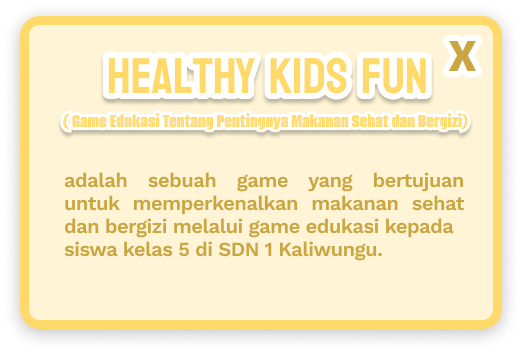 X
HEALTHY KIDS FUN
( Game Edukasi Tentang Pentingnya Makanan Sehat dan Bergizi)
adalah sebuah game yang bertujuan
untuk memperkenalkan makanan sehat
dan bergizi melalui game edukasi kepada
siswa kelas 5 di SDN 1 Kaliwungu.